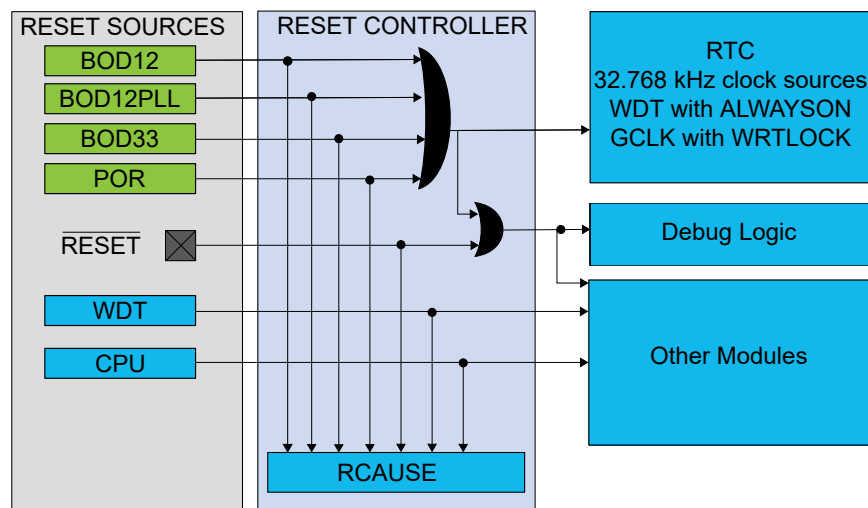 RESET SOURCES
RESET CONTROLLER
BOD12
BOD12PLL
BOD33
POR
RESET
WDT
CPU
RCAUSE
RTC
32.768 kHz clock sources
WDT with ALWAYSON
GCLK with WRTLOCK
Debug Logic
Other Modules